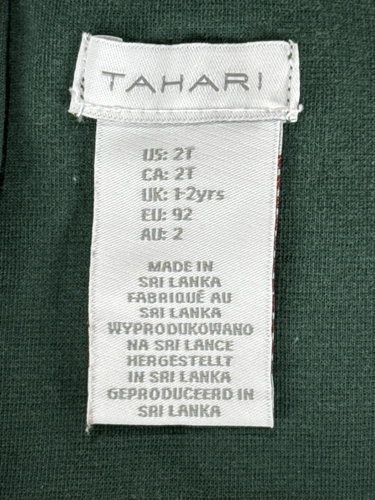 TAHARI
US: 2T
CA: 2T
UK: 1-2yrs
EU: 92
AU: 2
MADE IN
SRI LANKA
FABRIQUÉ AU
SRI LANKA
WYPRODUKOWANO
NA SRI LANCE
HERGESTELLT
IN SRI LANKA
GEPRODUCEERD IN
SRI LANKA